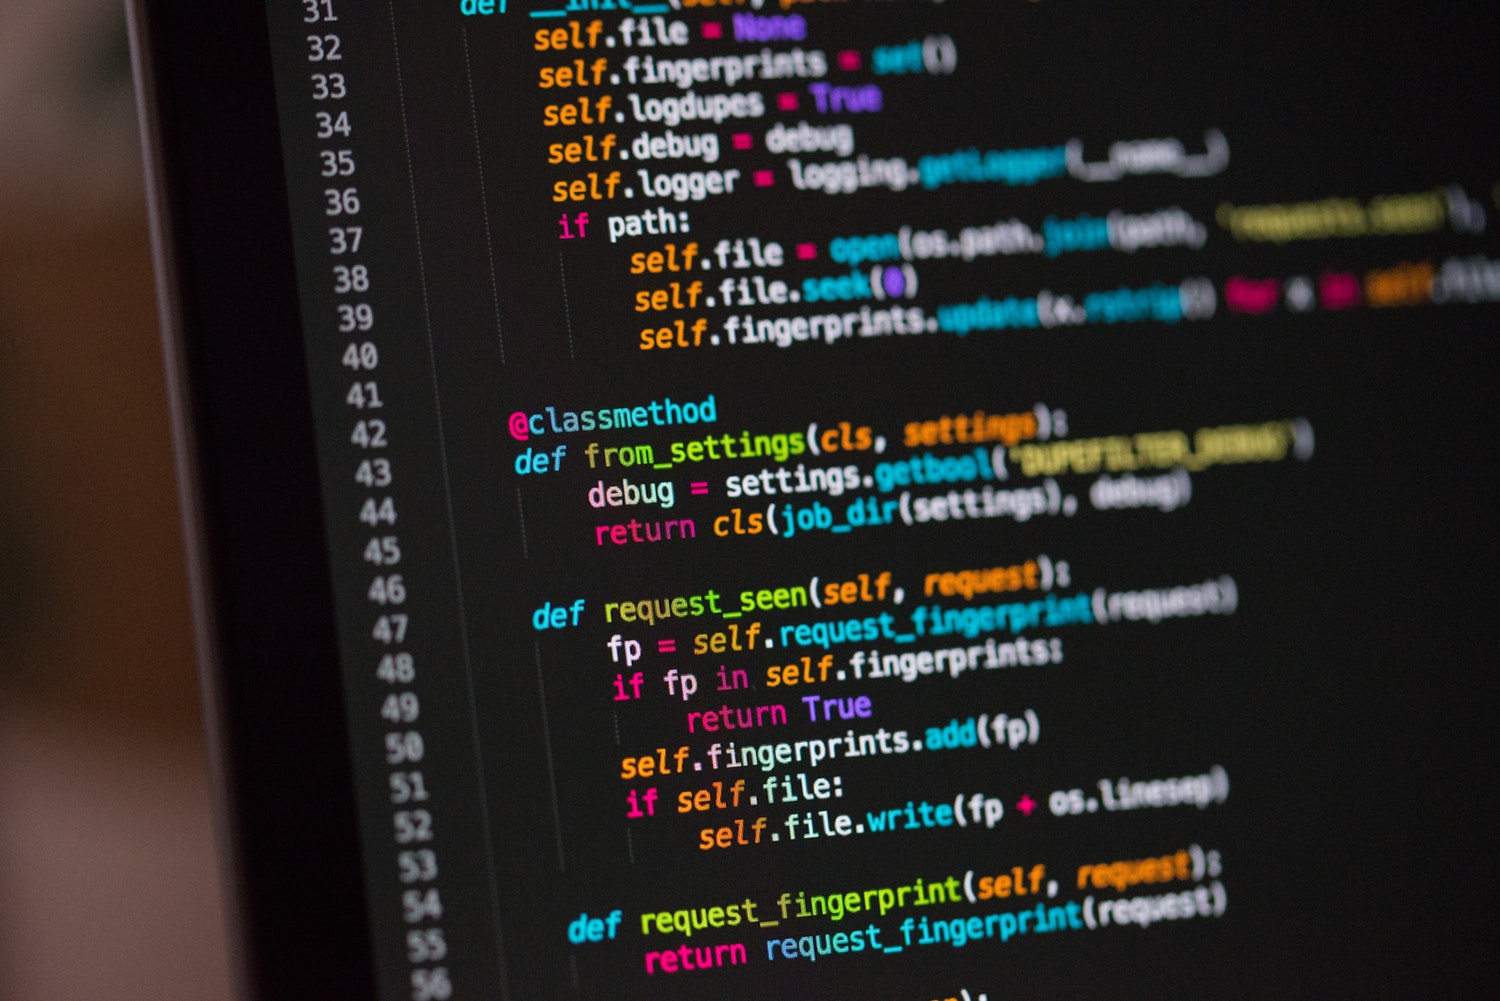 31 def __init__(self,
32 self.file = None
33 self.fingerprints = set()
34 self.logdupes = True
35 self.debug = debug
36 self.logger = logging.getLogger(__name__)
37 if path:
38 self.file = open(os.path.join(path, 'requests.seen'),
39 self.file.seek(0)
40 self.fingerprints.update(x.rstrip() for x in self.file
41
42 @classmethod
43 def from_settings(cls, settings):
44 debug = settings.getbool('DUPEFILTER_DEBUG')
45 return cls(job_dir(settings), debug)
46
47 def request_seen(self, request):
48 fp = self.request_fingerprint(request)
49 if fp in self.fingerprints:
50 return True
51 self.fingerprints.add(fp)
52 if self.file:
53 self.file.write(fp + os.linesep)
54
55 def request_fingerprint(self, request):
56 return request_fingerprint(request)